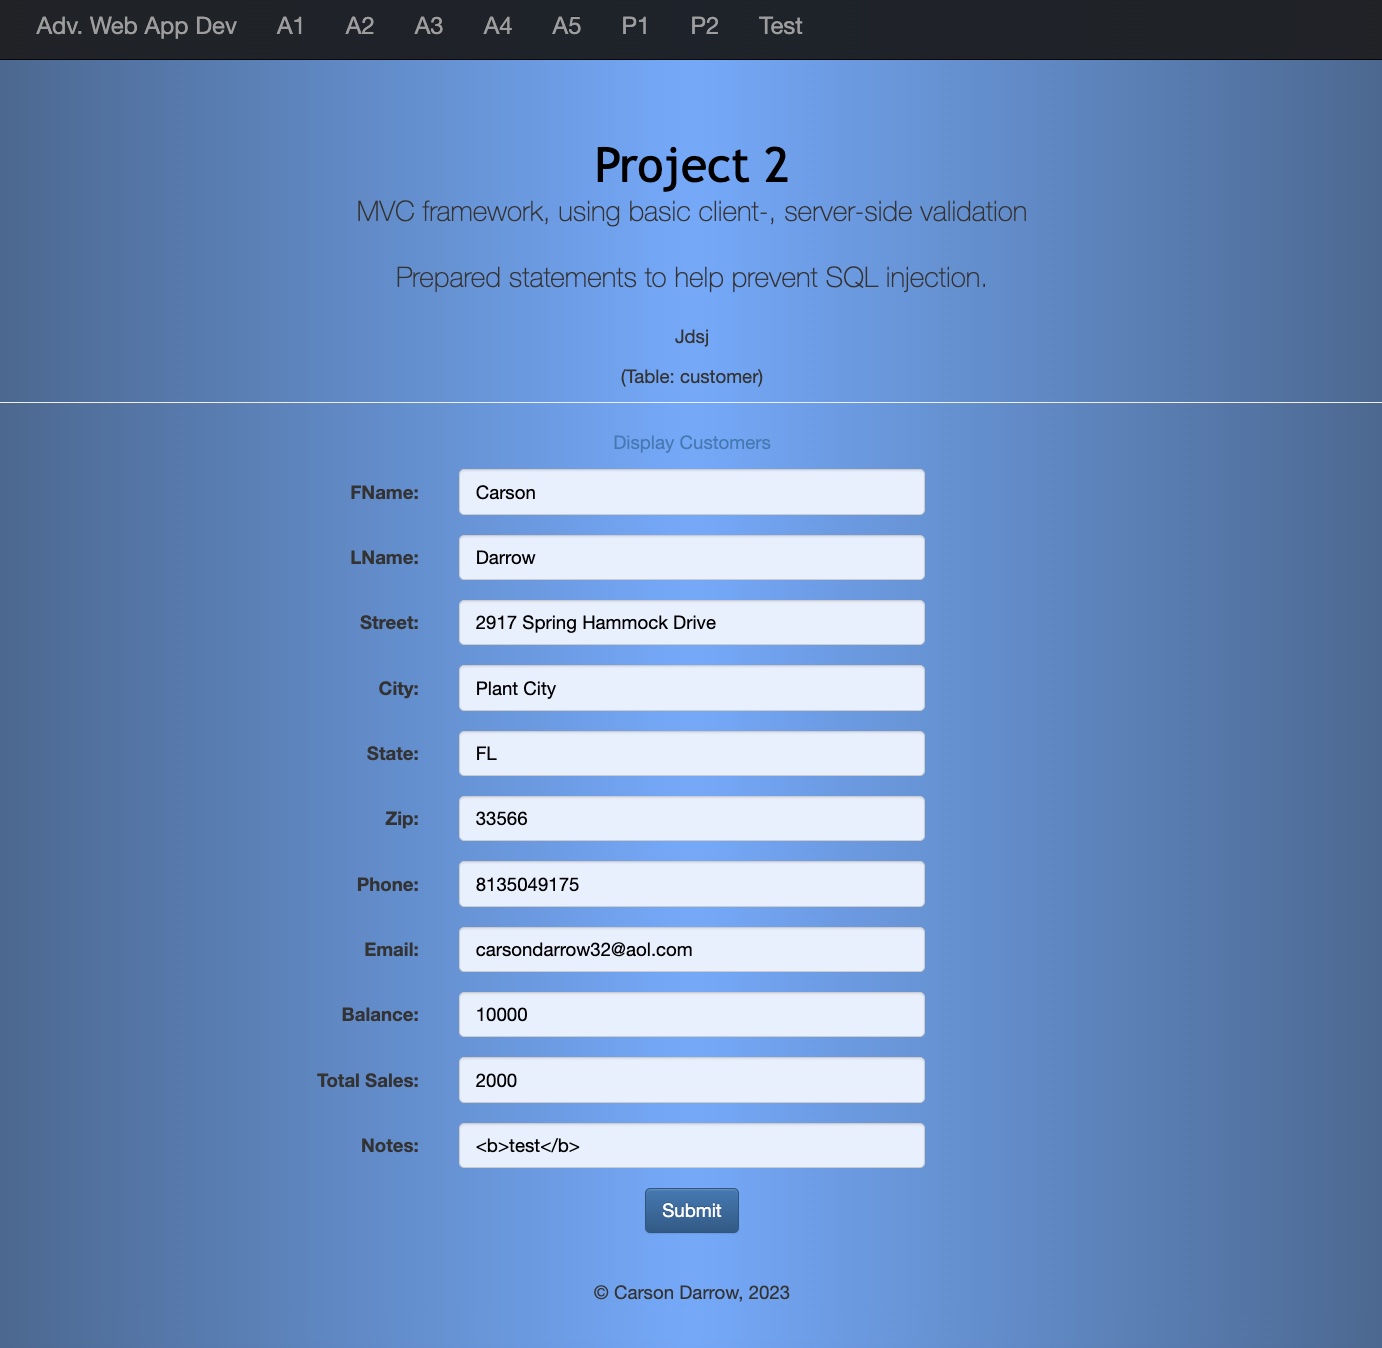 Adv. Web App Dev A1 A2 A3 A4 A5 P1 P2 Test
Project 2
MVC framework, using basic client-, server-side validation
Prepared statements to help prevent SQL injection.
Jdsj
(Table: customer)
Display Customers
FName: Carson
LName: Darrow
Street: 2917 Spring Hammock Drive
City: Plant City
State: FL
Zip: 33566
Phone: 8135049175
Email: carsondarrow32@aol.com
Balance: 10000
Total Sales: 2000
Notes: <b>test</b>
Submit
© Carson Darrow, 2023